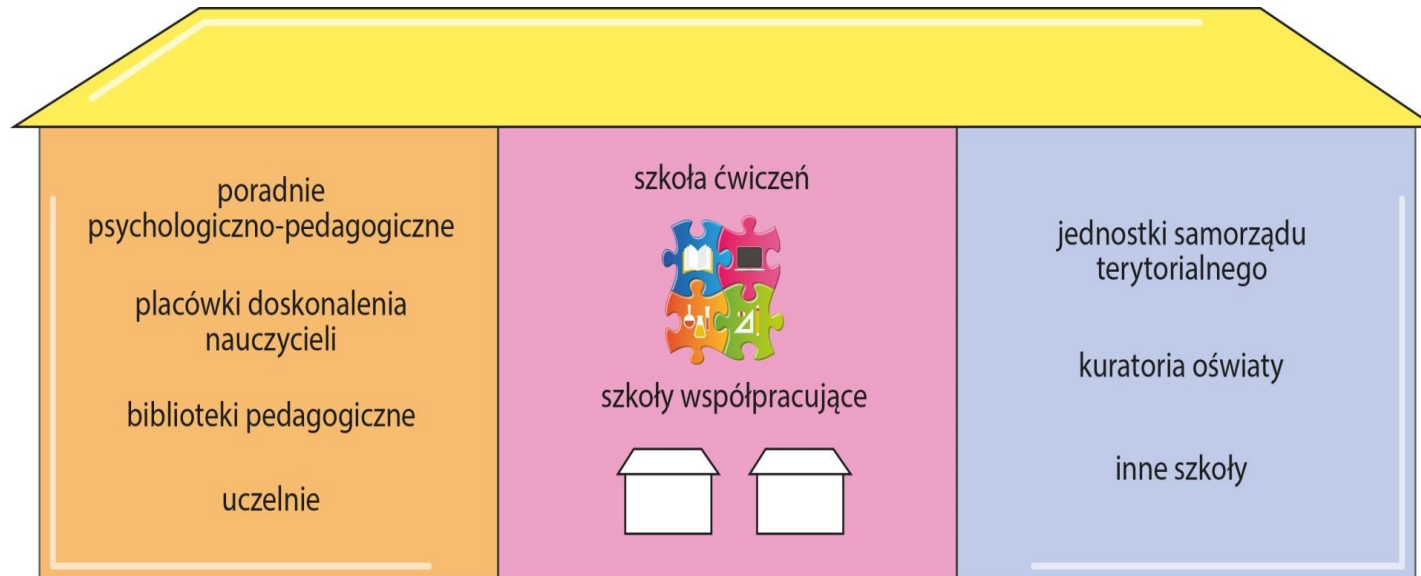 poradnie
psychologiczno-pedagogiczne
placówki doskonalenia
nauczycieli
biblioteki pedagogiczne
uczelnie
szkoła ćwiczeń
szkoły współpracujące
jednostki samorządu
terytorialnego
kuratoria oświaty
inne szkoły